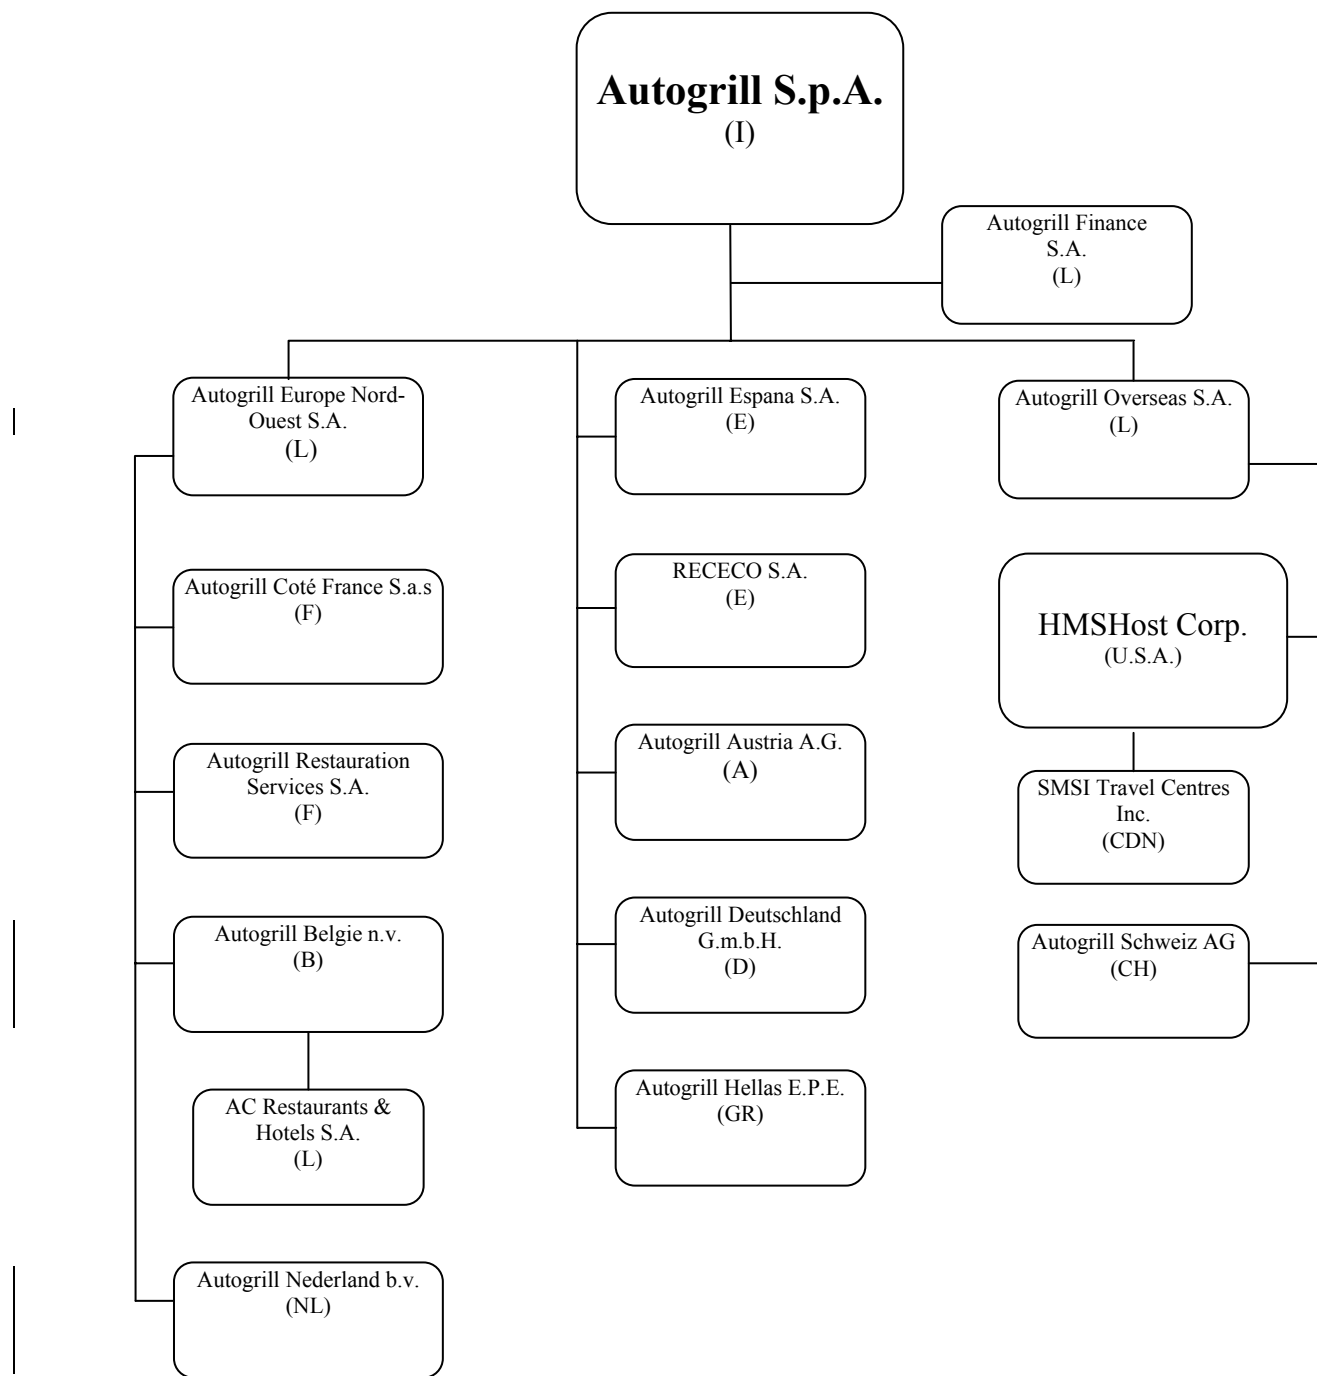 Autogrill S.p.A.
(I)
Autogrill Finance
S.A.
(L)
Autogrill Europe Nord-
Ouest S.A.
(L)
Autogrill Espana S.A.
(E)
Autogrill Overseas S.A.
(L)
Autogrill Coté France S.a.s
(F)
RECECO S.A.
(E)
HMSHost Corp.
(U.S.A.)
Autogrill Restauration
Services S.A.
(F)
Autogrill Austria A.G.
(A)
SMSI Travel Centres
Inc.
(CDN)
Autogrill Belgie n.v.
(B)
Autogrill Deutschland
G.m.b.H.
(D)
Autogrill Schweiz AG
(CH)
AC Restaurants &
Hotels S.A.
(L)
Autogrill Hellas E.P.E.
(GR)
Autogrill Nederland b.v.
(NL)